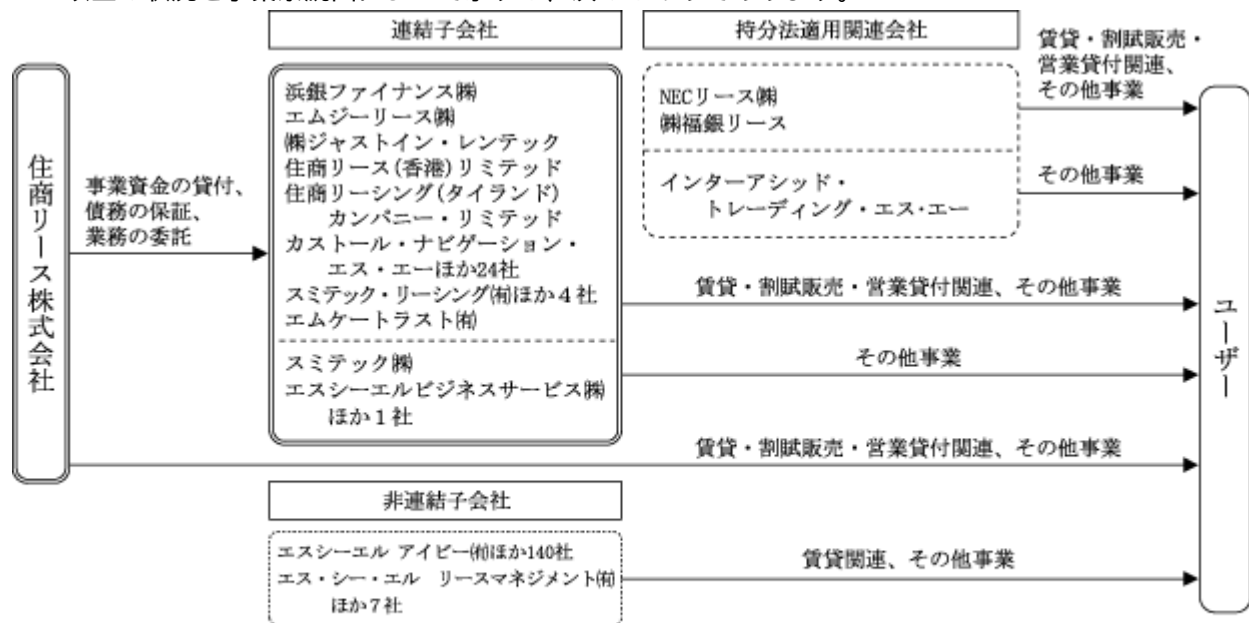 連結子会社
持分法適用関連会社
賃貸・割賦販売・
営業貸付関連、
その他事業
住商リース株式会社
事業資金の貸付、
債務の保証、
業務の委託
浜銀ファイナンス㈱
エムジーリース㈱
㈱ジャストイン・レンテック
住商リース(香港)リミテッド
住商リーシング(タイランド)
カンパニー・リミテッド
カストール・ナビゲーション・
エス・エーほか24社
スミテック・リーシング㈲ほか４社
エムケートラスト㈲
スミテック㈱
エスシーエルビジネスサービス㈱
ほか１社
NECリース㈱
㈱福銀リース
インターアシッド・
トレーディング・エス・エー
その他事業
賃貸・割賦販売・営業貸付関連、その他事業
その他事業
賃貸・割賦販売・営業貸付関連、その他事業
ユーザー
非連結子会社
エスシーエル アイビー㈲ほか140社
エス・シー・エル　リースマネジメント㈲
ほか７社
賃貸関連、その他事業